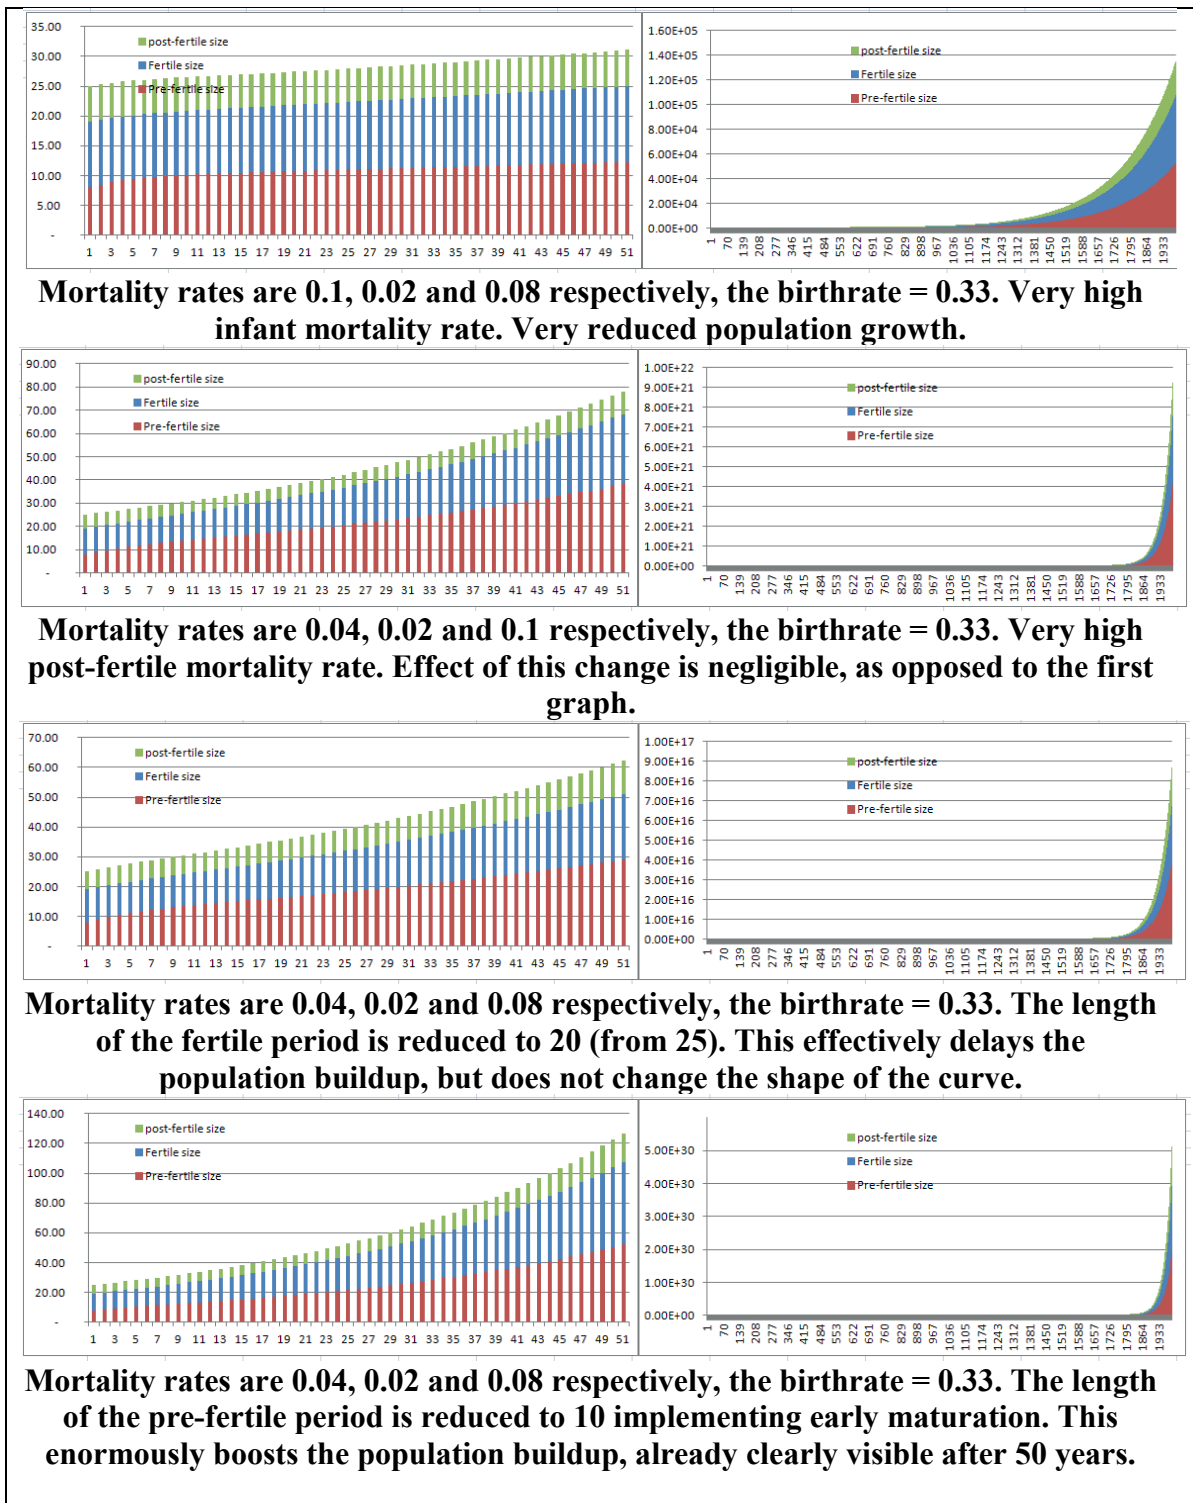 35.00
30.00
25.00
20.00
15.00
10.00
5.00
-
post-fertile size
Fertile size
Pre-fertile size
1 3 5 7 9 11 13 15 17 19 21 23 25 27 29 31 33 35 37 39 41 43 45 47 49 51
1.60E+05
1.40E+05
1.20E+05
1.00E+05
8.00E+04
6.00E+04
4.00E+04
2.00E+04
0.00E+00
post-fertile size
Fertile size
Pre-fertile size
1 70 139 208 277 346 415 484 553 622 691 760 829 898 967 1036 1105 1174 1243 1312 1381 1450 1519 1588 1657 1726 1795 1864 1933
Mortality rates are 0.1, 0.02 and 0.08 respectively, the birthrate = 0.33. Very high
infant mortality rate. Very reduced population growth.
90.00
80.00
70.00
60.00
50.00
40.00
30.00
20.00
10.00
-
post-fertile size
Fertile size
Pre-fertile size
1 3 5 7 9 11 13 15 17 19 21 23 25 27 29 31 33 35 37 39 41 43 45 47 49 51
1.00E+22
9.00E+21
8.00E+21
7.00E+21
6.00E+21
5.00E+21
4.00E+21
3.00E+21
2.00E+21
1.00E+21
0.00E+00
post-fertile size
Fertile size
Pre-fertile size
1 70 139 208 277 346 415 484 553 622 691 760 829 898 967 1036 1105 1174 1243 1312 1381 1450 1519 1588 1657 1726 1795 1864 1933
Mortality rates are 0.04, 0.02 and 0.1 respectively, the birthrate = 0.33. Very high
post-fertile mortality rate. Effect of this change is negligible, as opposed to the first
graph.
70.00
60.00
50.00
40.00
30.00
20.00
10.00
-
post-fertile size
Fertile size
Pre-fertile size
1 3 5 7 9 11 13 15 17 19 21 23 25 27 29 31 33 35 37 39 41 43 45 47 49 51
1.00E+17
9.00E+16
8.00E+16
7.00E+16
6.00E+16
5.00E+16
4.00E+16
3.00E+16
2.00E+16
1.00E+16
0.00E+00
post-fertile size
Fertile size
Pre-fertile size
1 70 139 208 277 346 415 484 553 622 691 760 829 898 967 1036 1105 1174 1243 1312 1381 1450 1519 1588 1657 1726 1795 1864 1933
Mortality rates are 0.04, 0.02 and 0.08 respectively, the birthrate = 0.33. The length
of the fertile period is reduced to 20 (from 25). This effectively delays the
population buildup, but does not change the shape of the curve.
140.00
120.00
100.00
80.00
60.00
40.00
20.00
-
post-fertile size
Fertile size
Pre-fertile size
1 3 5 7 9 11 13 15 17 19 21 23 25 27 29 31 33 35 37 39 41 43 45 47 49 51
5.00E+30
4.00E+30
3.00E+30
2.00E+30
1.00E+30
0.00E+00
post-fertile size
Fertile size
Pre-fertile size
1 70 139 208 277 346 415 484 553 622 691 760 829 898 967 1036 1105 1174 1243 1312 1381 1450 1519 1588 1657 1726 1795 1864 1933
Mortality rates are 0.04, 0.02 and 0.08 respectively, the birthrate = 0.33. The length
of the pre-fertile period is reduced to 10 implementing early maturation. This
enormously boosts the population buildup, already clearly visible after 50 years.